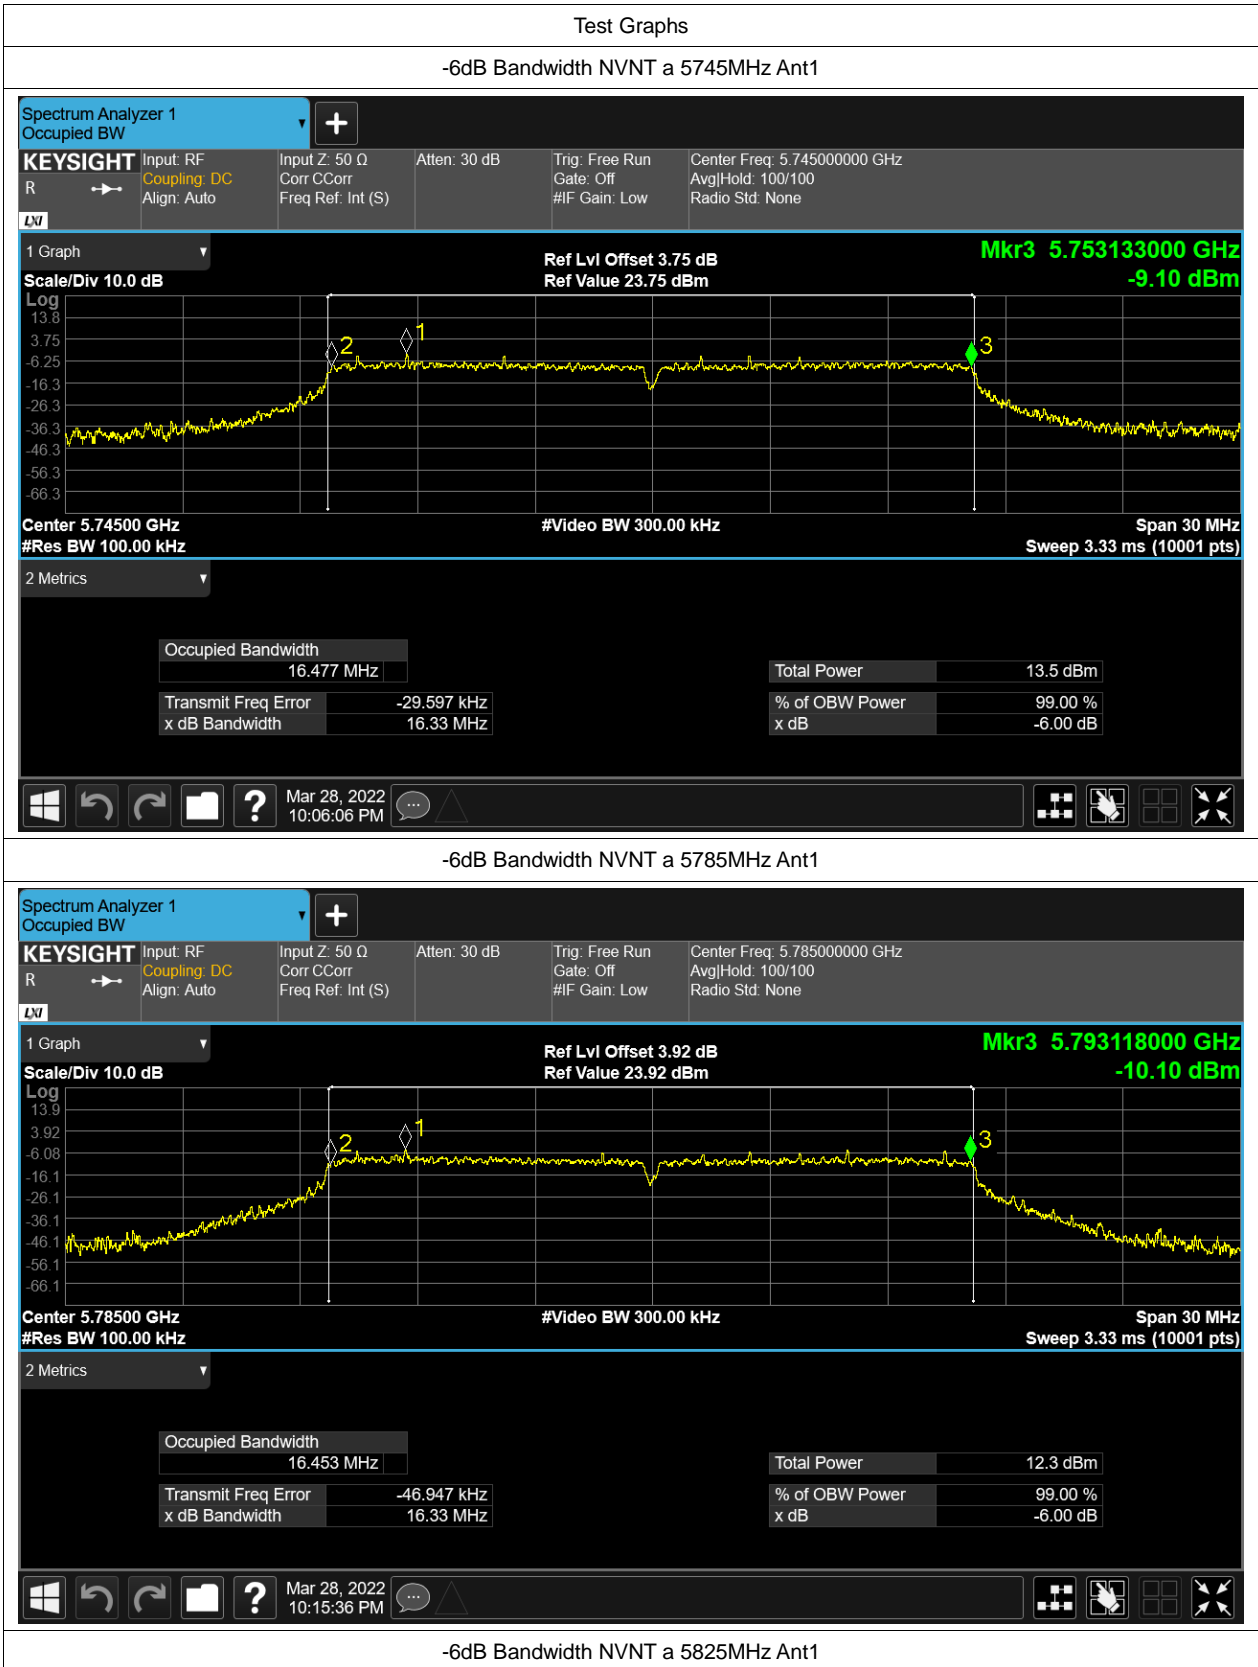 Test Graphs
-6dB Bandwidth NVNT a 5745MHz Ant1
Spectrum Analyzer 1
Occupied BW
KEYSIGHT Input: RF Input Z: 50 Ω Atten: 30 dB Trig: Free Run Center Freq: 5.745000000 GHz
R Coupling: DC Corr CCorr Gate: Off Avg|Hold: 100/100
Align: Auto Freq Ref: Int (S) #IF Gain: Low Radio Std: None
LXI
1 Graph Ref Lvl Offset 3.75 dB Mkr3 5.753133000 GHz
Scale/Div 10.0 dB Ref Value 23.75 dBm -9.10 dBm
Log
13.8
3.75
-6.25
-16.3
-26.3
-36.3
-46.3
-56.3
-66.3
2 1 3
Center 5.74500 GHz #Video BW 300.00 kHz Span 30 MHz
#Res BW 100.00 kHz Sweep 3.33 ms (10001 pts)
2 Metrics
Occupied Bandwidth
16.477 MHz Total Power 13.5 dBm
Transmit Freq Error -29.597 kHz % of OBW Power 99.00 %
x dB Bandwidth 16.33 MHz x dB -6.00 dB
? Mar 28, 2022
10:06:06 PM
-6dB Bandwidth NVNT a 5785MHz Ant1
Spectrum Analyzer 1
Occupied BW
KEYSIGHT Input: RF Input Z: 50 Ω Atten: 30 dB Trig: Free Run Center Freq: 5.785000000 GHz
R Coupling: DC Corr CCorr Gate: Off Avg|Hold: 100/100
Align: Auto Freq Ref: Int (S) #IF Gain: Low Radio Std: None
LXI
1 Graph Ref Lvl Offset 3.92 dB Mkr3 5.793118000 GHz
Scale/Div 10.0 dB Ref Value 23.92 dBm -10.10 dBm
Log
13.9
3.92
-6.08
-16.1
-26.1
-36.1
-46.1
-56.1
-66.1
2 1 3
Center 5.78500 GHz #Video BW 300.00 kHz Span 30 MHz
#Res BW 100.00 kHz Sweep 3.33 ms (10001 pts)
2 Metrics
Occupied Bandwidth
16.453 MHz Total Power 12.3 dBm
Transmit Freq Error -46.947 kHz % of OBW Power 99.00 %
x dB Bandwidth 16.33 MHz x dB -6.00 dB
? Mar 28, 2022
10:15:36 PM
-6dB Bandwidth NVNT a 5825MHz Ant1